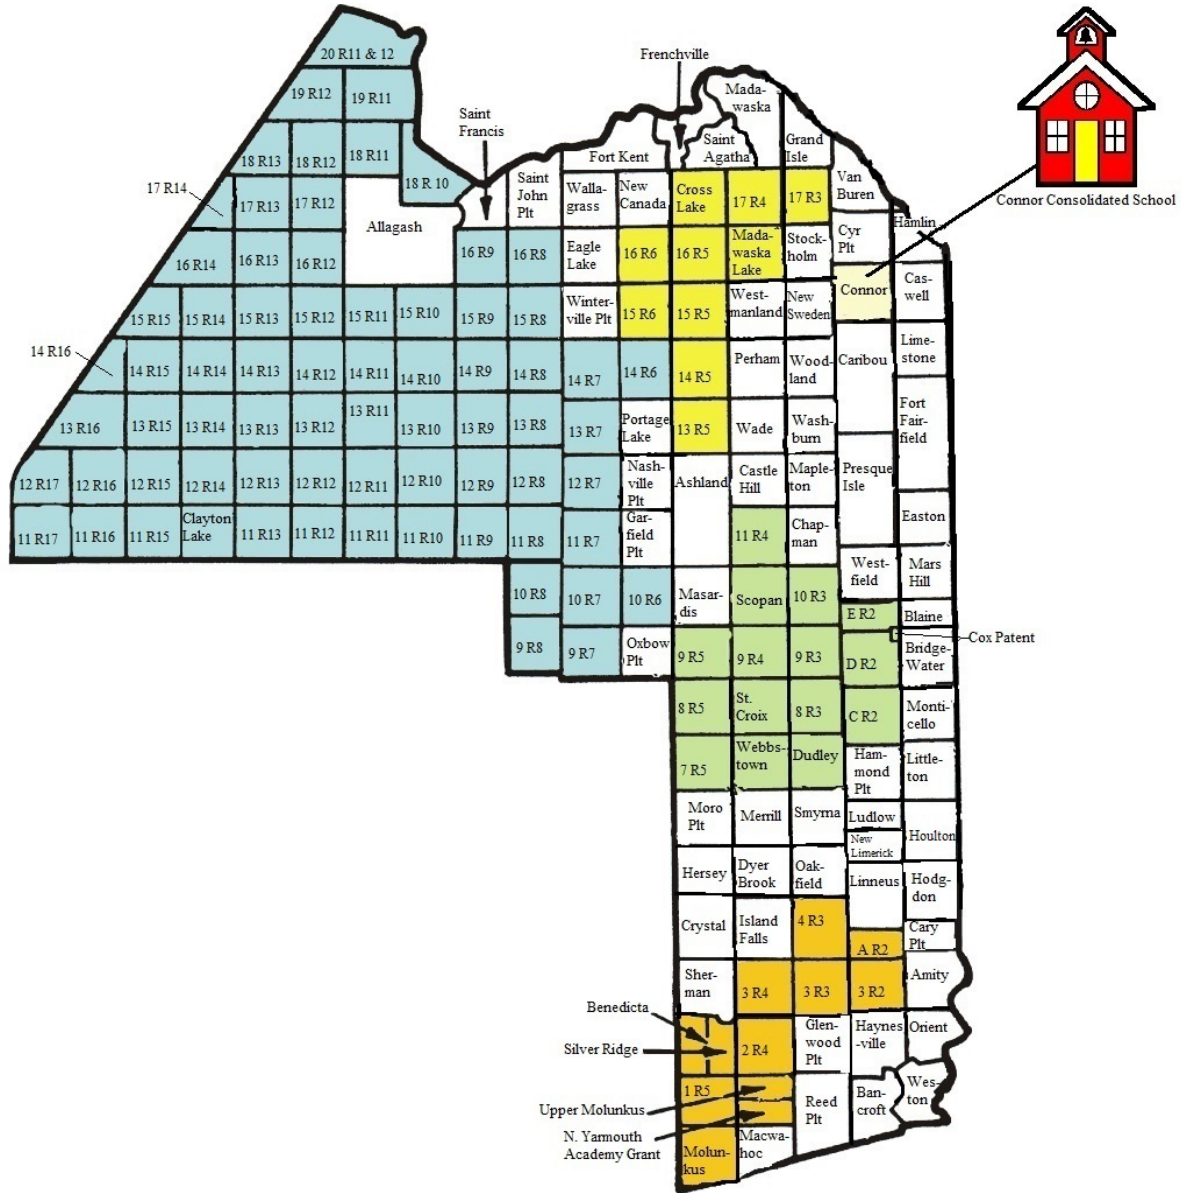 20 R11 & 12
Frenchville
Mada-
waska
19 R12
19 R11
Saint
Francis
Saint
Agatha
Grand
Isle
Fort Kent
18 R13
18 R12
18 R11
18 R 10
17 R14
Saint
John
Plt
Walla-
grass
New
Canada
Cross
Lake
17 R4
17 R3
Van
Buren
Connor Consolidated School
17 R13
17 R12
Allagash
Hamlin
16 R14
16 R13
16 R12
16 R9
16 R8
Eagle
Lake
16 R6
16 R5
Mada-
waska
Lake
Stock-
holm
Cyr
Plt
Connor
Cas-
well
15 R15
15 R14
15 R13
15 R12
15 R11
15 R10
15 R9
15 R8
Winter-
ville Plt
15 R6
15 R5
West-
manland
New
Sweden
14 R16
14 R15
14 R14
14 R13
14 R12
14 R11
14 R10
14 R9
14 R8
14 R7
14 R6
14 R5
Perham
Wood-
land
Caribou
Lime-
stone
13 R16
13 R15
13 R14
13 R13
13 R12
13 R11
13 R10
13 R9
13 R8
13 R7
Portage
Lake
13 R5
Wade
Wash-
burn
Fort
Fair-
field
12 R17
12 R16
12 R15
12 R14
12 R13
12 R12
12 R11
12 R10
12 R9
12 R8
12 R7
Nash-
ville
Plt
Ashland
Castle
Hill
Maple-
ton
Presque
Isle
11 R17
11 R16
11 R15
Clayton
Lake
11 R13
11 R12
11 R11
11 R10
11 R9
11 R8
11 R7
Gar-
field
Plt
11 R4
Chap-
man
Easton
10 R8
10 R7
10 R6
Masar-
dis
Scopan
10 R3
West-
field
Mars
Hill
E R2
Blaine
Cox Patent
9 R8
9 R7
Oxbow
Plt
9 R5
9 R4
9 R3
D R2
Bridge-
Water
8 R5
St.
Croix
8 R3
C R2
Monti-
cello
7 R5
Webbs-
town
Dudley
Ham-
mond
Plt
Little-
ton
Moro
Plt
Merrill
Smyrna
Ludlow
New
Limerick
Houlton
Hersey
Dyer
Brook
Oak-
field
Linneus
Hodg-
don
Crystal
Island
Falls
4 R3
A R2
Cary
Plt
Sher-
man
3 R4
3 R3
3 R2
Amity
Benedicta
Silver Ridge
2 R4
Glen-
wood
Plt
Haynes
-ville
Orient
1 R5
Upper Molunkus
Reed
Plt
Ban-
croft
Wes-
ton
N. Yarmouth
Academy Grant
Molun-
kus
Macwa-
hoc